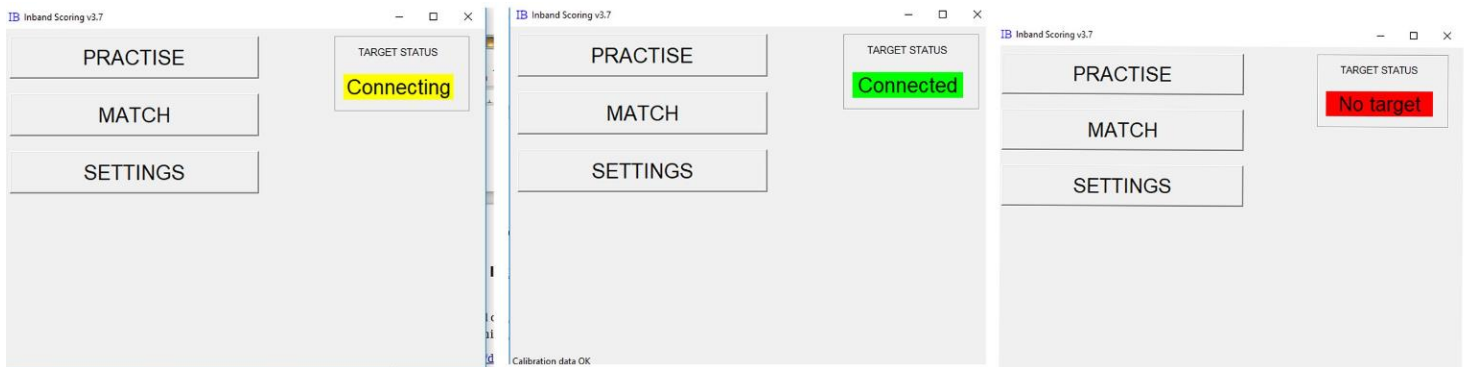 IB Inband Scoring v3.7
PRACTISE
TARGET STATUS
Connecting
MATCH
SETTINGS
IB Inband Scoring v3.7
PRACTISE
TARGET STATUS
Connected
MATCH
SETTINGS
Calibration data OK
IB Inband Scoring v3.7
PRACTISE
TARGET STATUS
No target
MATCH
SETTINGS